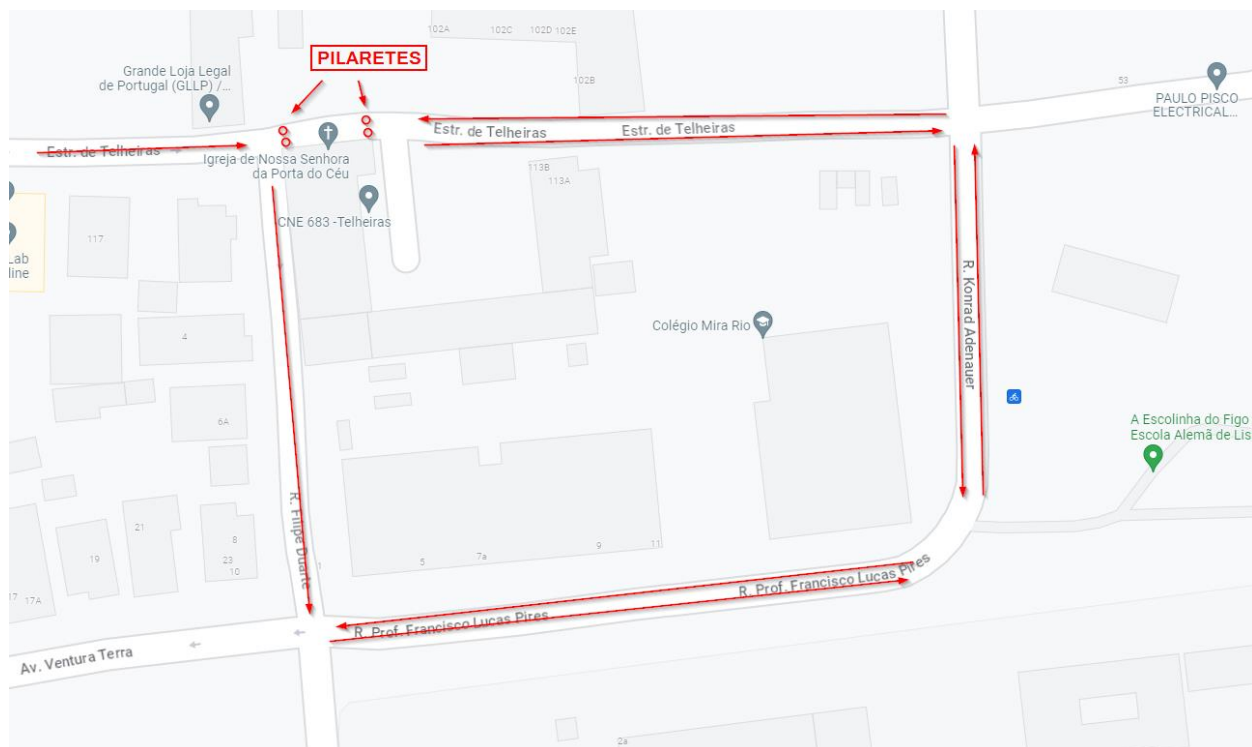 102A
102C
102D 102E
PILARETES
Grande Loja Legal
de Portugal (GLLP) /...
102B
53
PAULO PISCO
ELECTRICAL...
Estr. de Telheiras
Estr. de Telheiras
Estr. de Telheiras
Igreja de Nossa Senhora
da Porta do Céu
113B
113A
CNE 683 -Telheiras
117
Lab
line
R. Konrad Adenauer
Colégio Mira Rio
4
6A
A Escolinha do Figo
Escola Alemã de Lis
R. Filipe Duarte
21
8
23
10
19
17
17A
1
5
7a
9
11
R. Prof. Francisco Lucas Pires
R. Prof. Francisco Lucas Pires
Av. Ventura Terra
2a